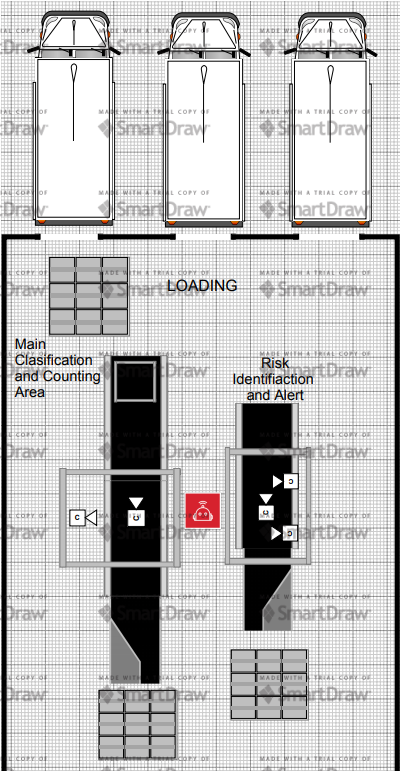 MADE WITH A TRIAL COPY OF
SmartDraw
LOADING
Main
Clasification
and Counting
Area
Risk
Identifiaction
and Alert
C
C
C
C
C